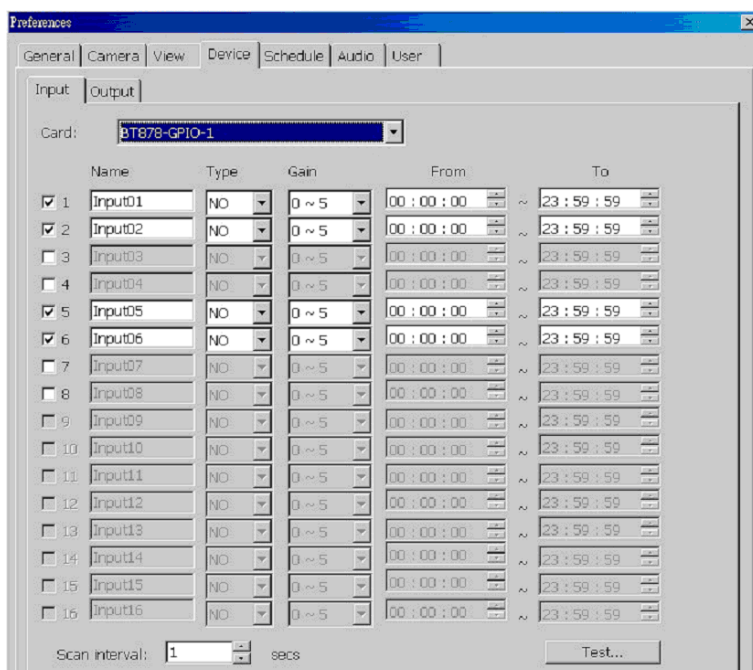 Preferences
General Camera View Device Schedule Audio User
Input Output
Card: BT878-GPIO-1
Name Type Gain From To
1 Input01 NO 0 ~ 5 00 : 00 : 00 ~ 23 : 59 : 59
2 Input02 NO 0 ~ 5 00 : 00 : 00 ~ 23 : 59 : 59
3 Input03 NO 0 ~ 5 00 : 00 : 00 ~ 23 : 59 : 59
4 Input04 NO 0 ~ 5 00 : 00 : 00 ~ 23 : 59 : 59
5 Input05 NO 0 ~ 5 00 : 00 : 00 ~ 23 : 59 : 59
6 Input06 NO 0 ~ 5 00 : 00 : 00 ~ 23 : 59 : 59
7 Input07 NO 0 ~ 5 00 : 00 : 00 ~ 23 : 59 : 59
8 Input08 NO 0 ~ 5 00 : 00 : 00 ~ 23 : 59 : 59
9 Input09 NO 0 ~ 5 00 : 00 : 00 ~ 23 : 59 : 59
10 Input10 NO 0 ~ 5 00 : 00 : 00 ~ 23 : 59 : 59
11 Input11 NO 0 ~ 5 00 : 00 : 00 ~ 23 : 59 : 59
12 Input12 NO 0 ~ 5 00 : 00 : 00 ~ 23 : 59 : 59
13 Input13 NO 0 ~ 5 00 : 00 : 00 ~ 23 : 59 : 59
14 Input14 NO 0 ~ 5 00 : 00 : 00 ~ 23 : 59 : 59
15 Input15 NO 0 ~ 5 00 : 00 : 00 ~ 23 : 59 : 59
16 Input16 NO 0 ~ 5 00 : 00 : 00 ~ 23 : 59 : 59
Scan interval: 1 secs Test...